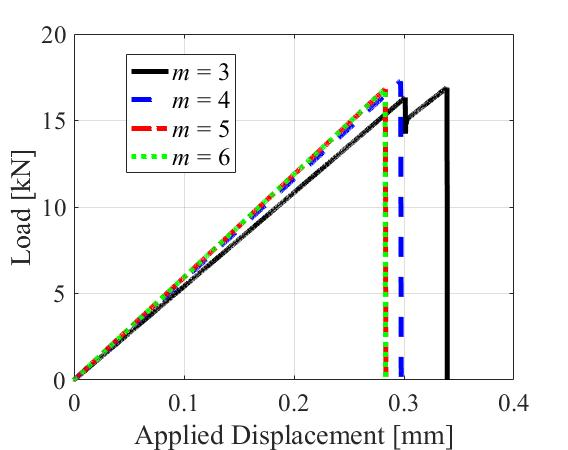 20
15
10
5
0
Load [kN]
m = 3
m = 4
m = 5
m = 6
0 0.1 0.2 0.3 0.4
Applied Displacement [mm]